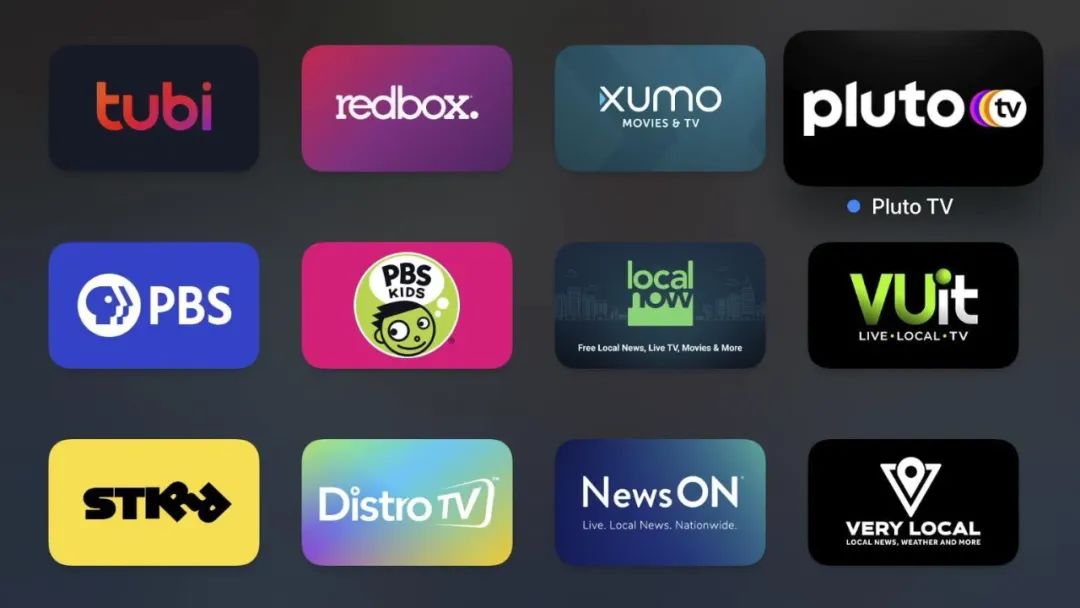 tubi
redbox.
xumo
MOVIES & TV
pluto tv
Pluto TV
PBS
PBS
KIDS
local
now
Free Local News, Live TV, Movies & More
VUit
LIVE • LOCAL • TV
STIRR
Distro TV
NewsON
Live. Local News. Nationwide.
VERY LOCAL
LOCAL NEWS, WEATHER AND MORE